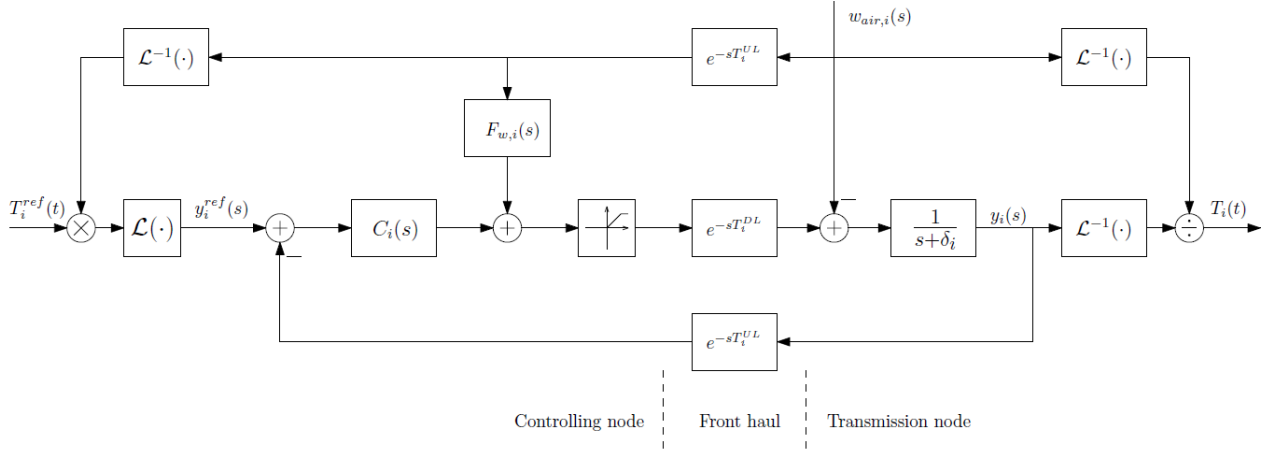 w_{air,i}(s)
\mathcal{L}^{-1}(\cdot)
e^{-sT_i^{UL}}
\mathcal{L}^{-1}(\cdot)
F_{w,i}(s)
T_i^{ref}(t)
×
\mathcal{L}(\cdot)
y_i^{ref}(s)
+
−
C_i(s)
+
e^{-sT_i^{DL}}
+
−
\frac{1}{s+\delta_i}
y_i(s)
\mathcal{L}^{-1}(\cdot)
÷
T_i(t)
e^{-sT_i^{UL}}
Controlling node
Front haul
Transmission node